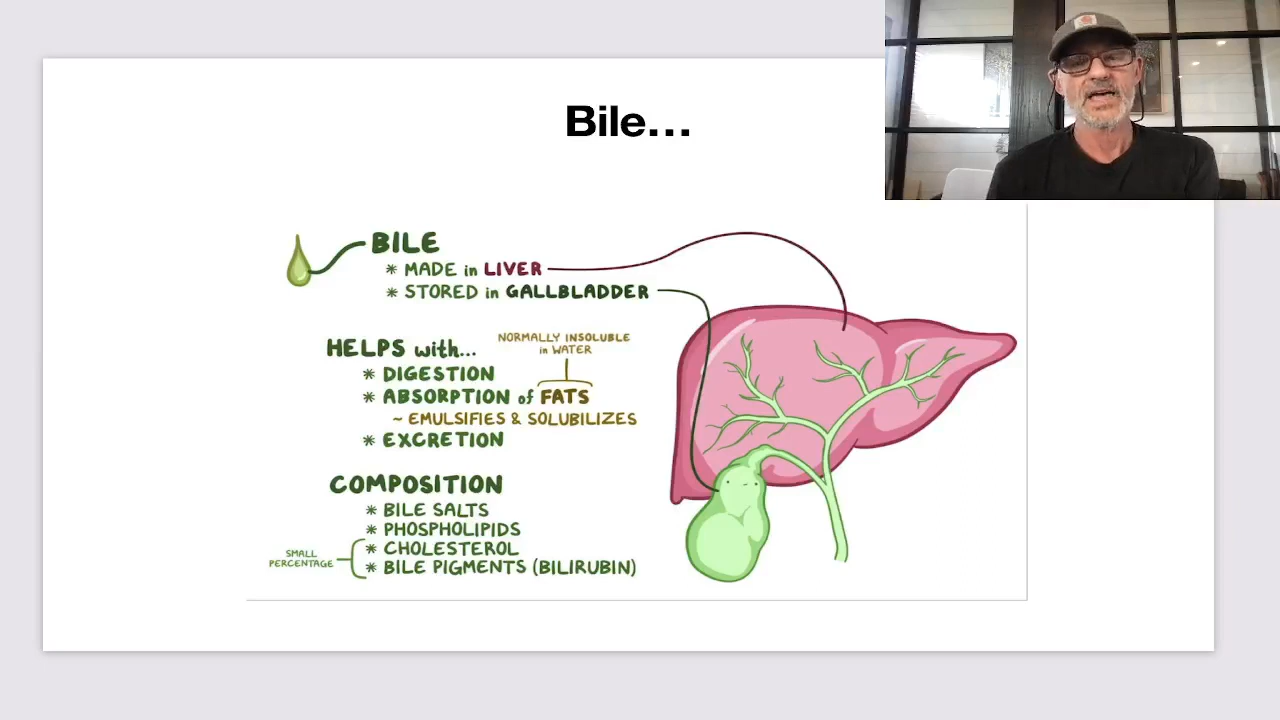 Bile...
BILE
* MADE in LIVER
* STORED in GALLBLADDER
NORMALLY INSOLUBLE
in WATER
HELPS with...
* DIGESTION
* ABSORPTION of FATS
~ EMULSIFIES & SOLUBILIZES
* EXCRETION
COMPOSITION
* BILE SALTS
* PHOSPHOLIPIDS
SMALL
PERCENTAGE
* CHOLESTEROL
* BILE PIGMENTS (BILIRUBIN)